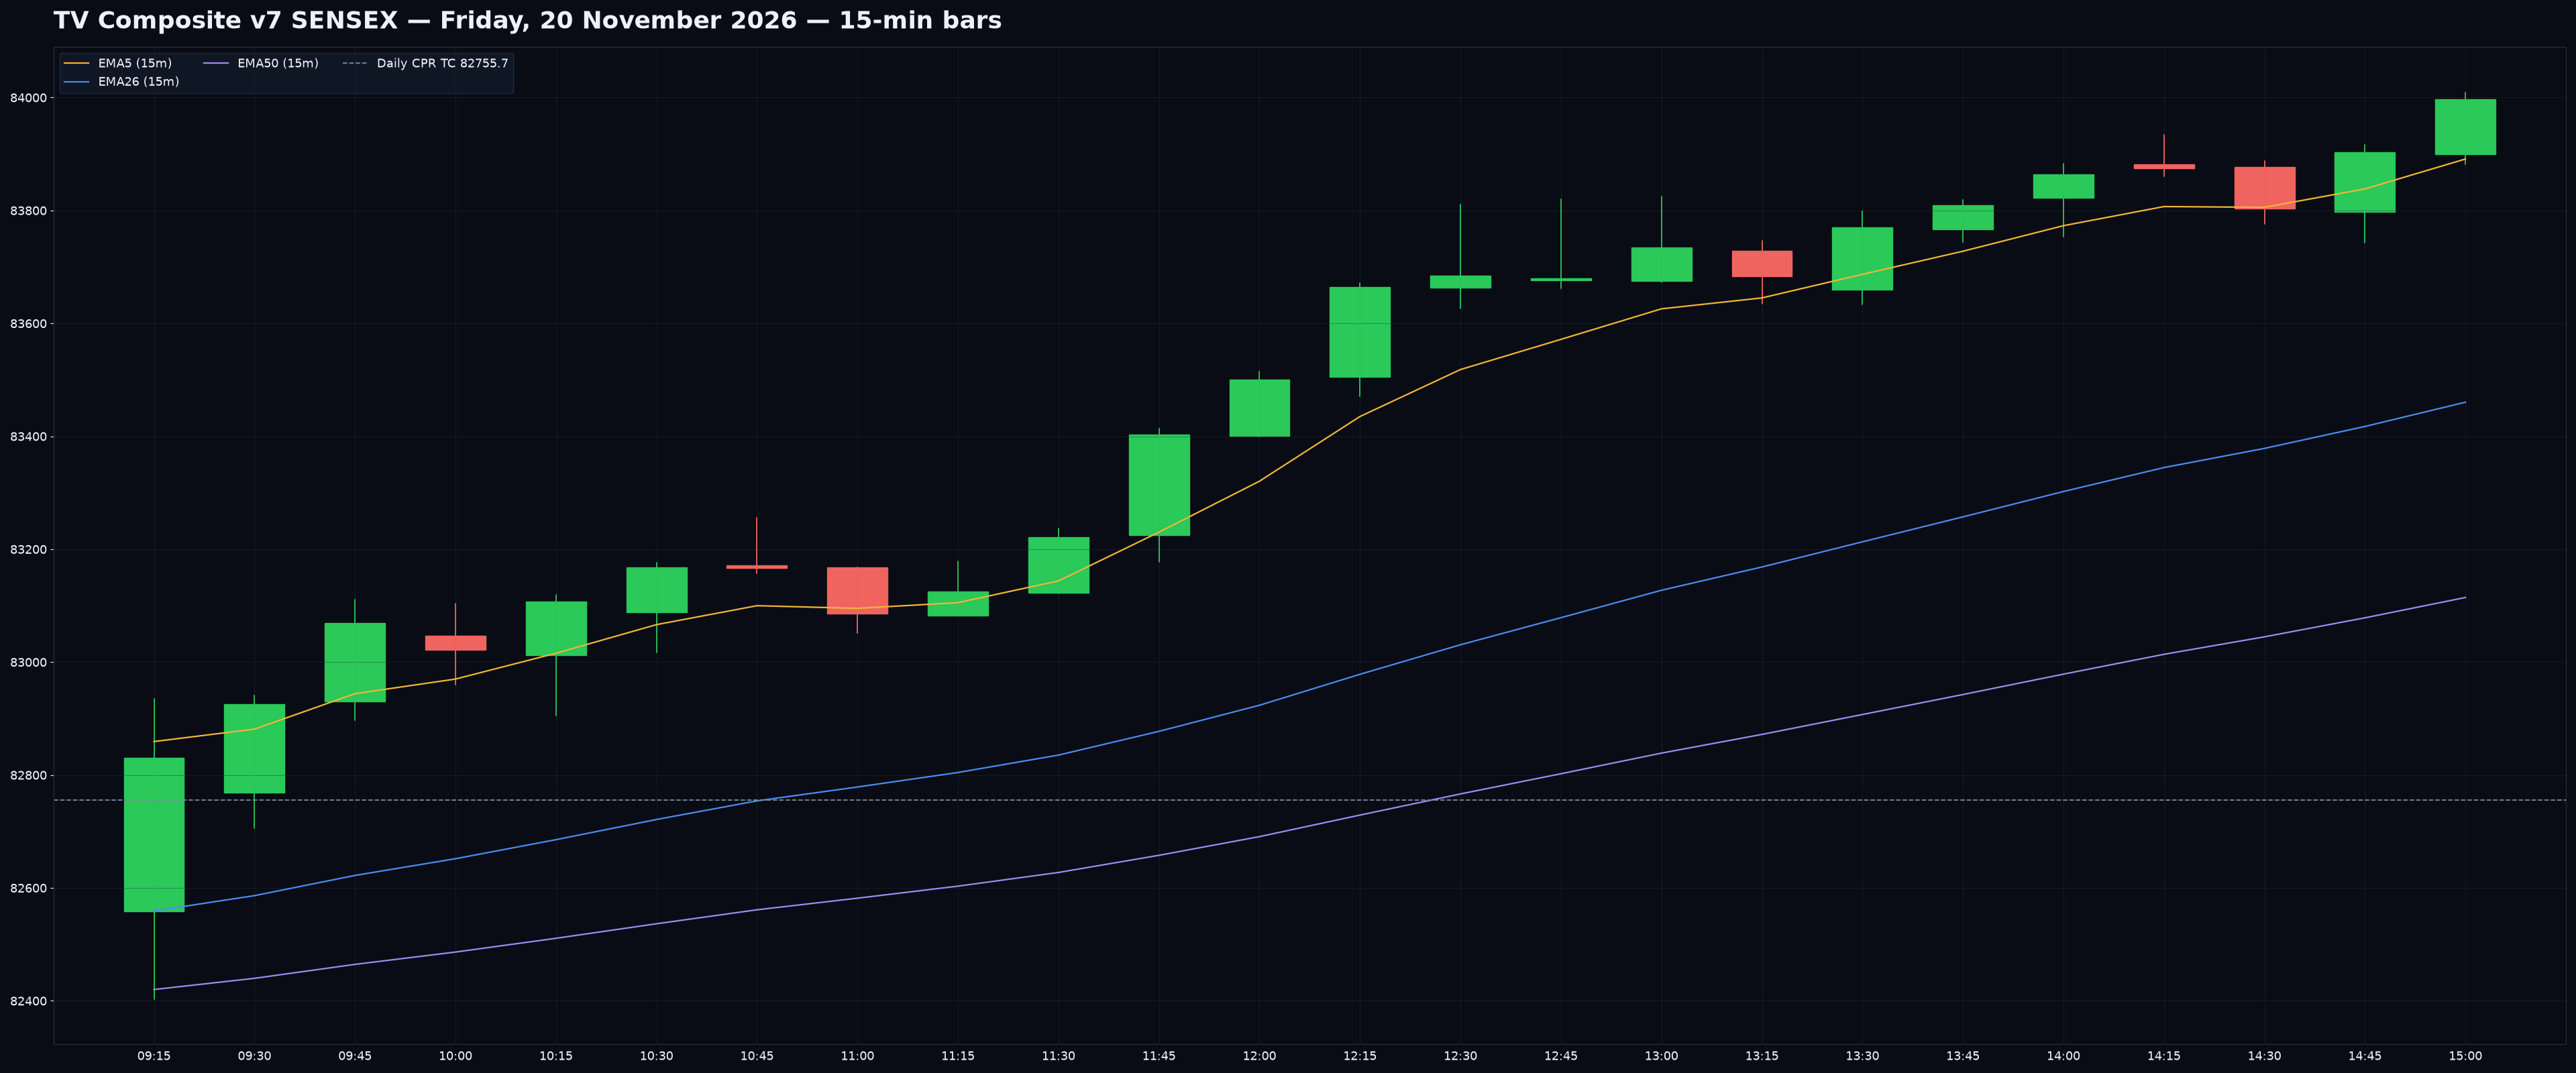 TV Composite v7 SENSEX — Friday, 20 November 2026 — 15-min bars
EMA5 (15m) EMA50 (15m) Daily CPR TC 82755.7
EMA26 (15m)
84000
83800
83600
83400
83200
83000
82800
82600
82400
09:15 09:30 09:45 10:00 10:15 10:30 10:45 11:00 11:15 11:30 11:45 12:00 12:15 12:30 12:45 13:00 13:15 13:30 13:45 14:00 14:15 14:30 14:45 15:00